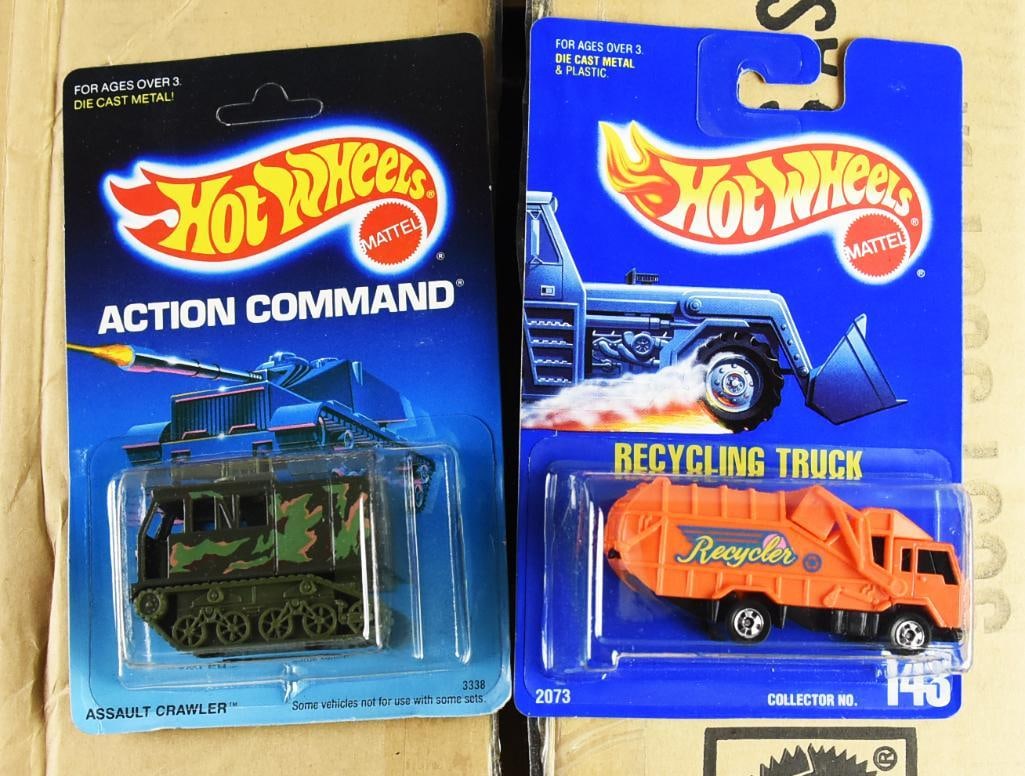 FOR AGES OVER 3.
DIE CAST METAL!
HOT WHEELS®
MATTEL
®
ACTION COMMAND®
N
3338
ASSAULT CRAWLER™
Some vehicles not for use with some sets.
FOR AGES OVER 3.
DIE CAST METAL
& PLASTIC.
HOT WHEELS®
MATTEL
®
RECYCLING TRUCK
Recycler
2073
COLLECTOR NO.
143
®